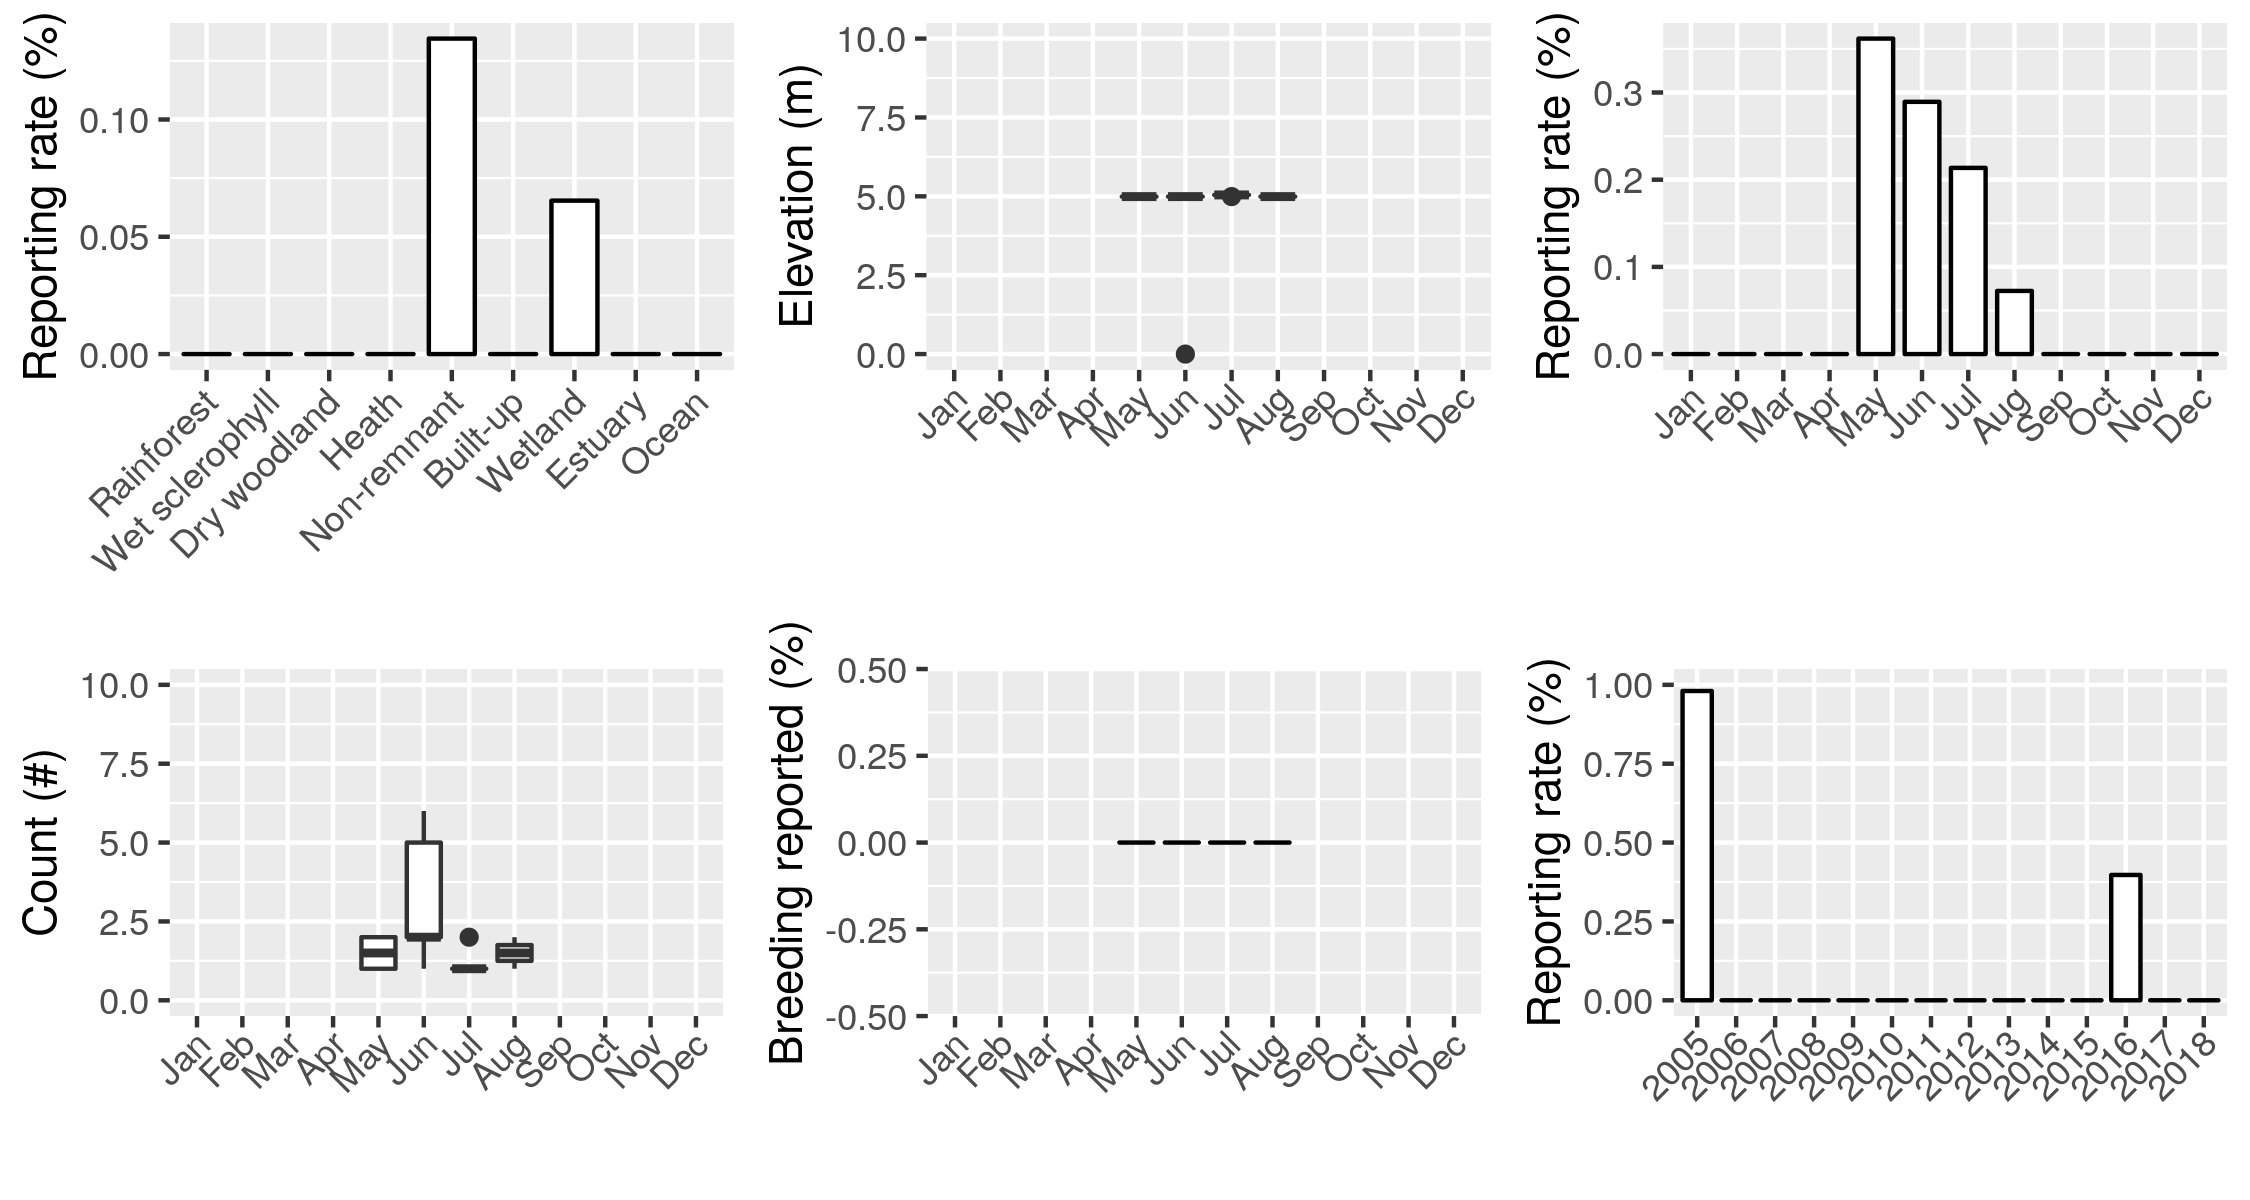 Reporting rate (%)
0.10
0.05
0.00
Rainforest
Wet sclerophyll
Dry woodland
Heath
Non-remnant
Built-up
Wetland
Estuary
Ocean
Elevation (m)
10.0
7.5
5.0
2.5
0.0
Jan
Feb
Mar
Apr
May
Jun
Jul
Aug
Sep
Oct
Nov
Dec
Reporting rate (%)
0.3
0.2
0.1
0.0
Jan
Feb
Mar
Apr
May
Jun
Jul
Aug
Sep
Oct
Nov
Dec
Count (#)
10.0
7.5
5.0
2.5
0.0
Jan
Feb
Mar
Apr
May
Jun
Jul
Aug
Sep
Oct
Nov
Dec
Breeding reported (%)
0.50
0.25
0.00
-0.25
-0.50
Jan
Feb
Mar
Apr
May
Jun
Jul
Aug
Sep
Oct
Nov
Dec
Reporting rate (%)
1.00
0.75
0.50
0.25
0.00
2005
2006
2007
2008
2009
2010
2011
2012
2013
2014
2015
2016
2017
2018